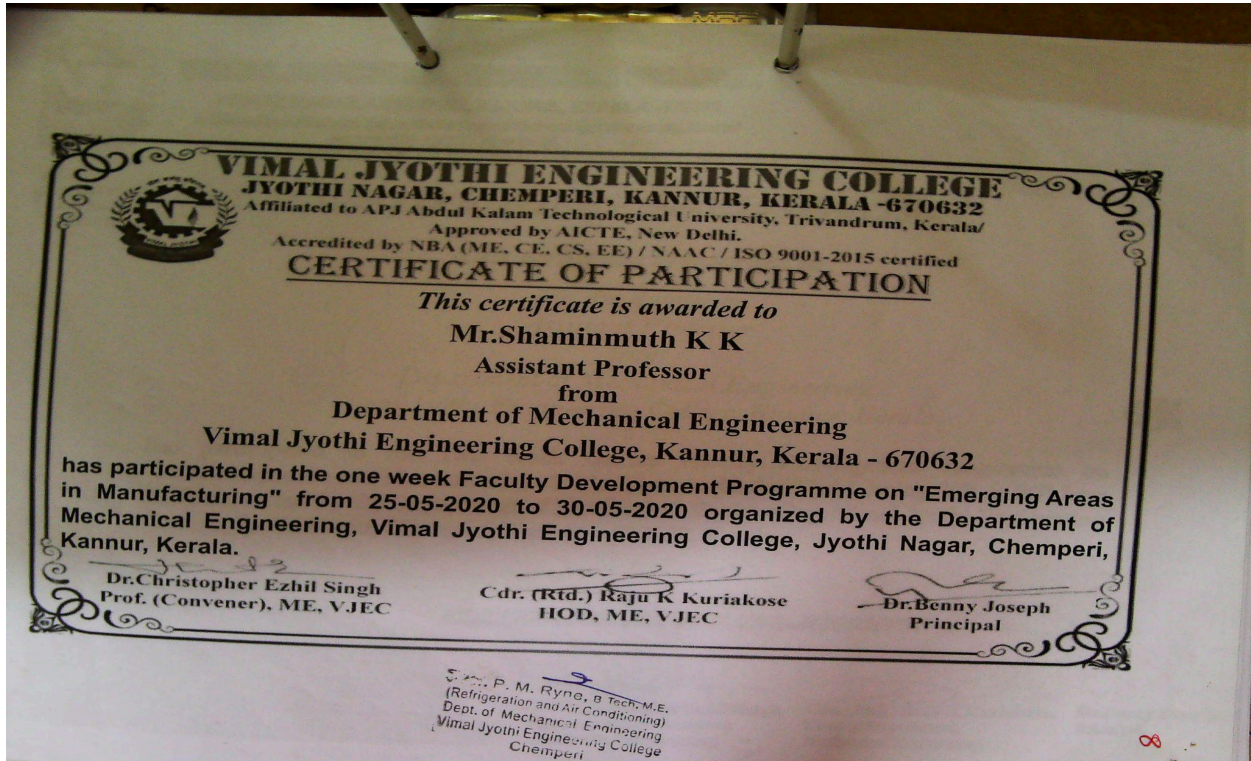 VIMAL JYOTHI ENGINEERING COLLEGE
JYOTHI NAGAR, CHEMPERI, KANNUR, KERALA -670632
Affiliated to APJ Abdul Kalam Technological University, Trivandrum, Kerala/
Approved by AICTE, New Delhi.
Accredited by NBA (ME, CE, CS, EE) / NAAC / ISO 9001-2015 certified
CERTIFICATE OF PARTICIPATION
This certificate is awarded to
Mr.Shaminmuth K K
Assistant Professor
from
Department of Mechanical Engineering
Vimal Jyothi Engineering College, Kannur, Kerala - 670632
has participated in the one week Faculty Development Programme on "Emerging Areas
in Manufacturing" from 25-05-2020 to 30-05-2020 organized by the Department of
Mechanical Engineering, Vimal Jyothi Engineering College, Jyothi Nagar, Chemperi,
Kannur, Kerala.
Dr.Christopher Ezhil Singh
Prof. (Convener), ME, VJEC
Cdr. (Rtd.) Raju K Kuriakose
HOD, ME, VJEC
Dr.Benny Joseph
Principal
P. M. Ryne, B Tech, M.E.
(Refrigeration and Air Conditioning)
Dept. of Mechanical Engineering
Vimal Jyothi Engineering College
Chemperi